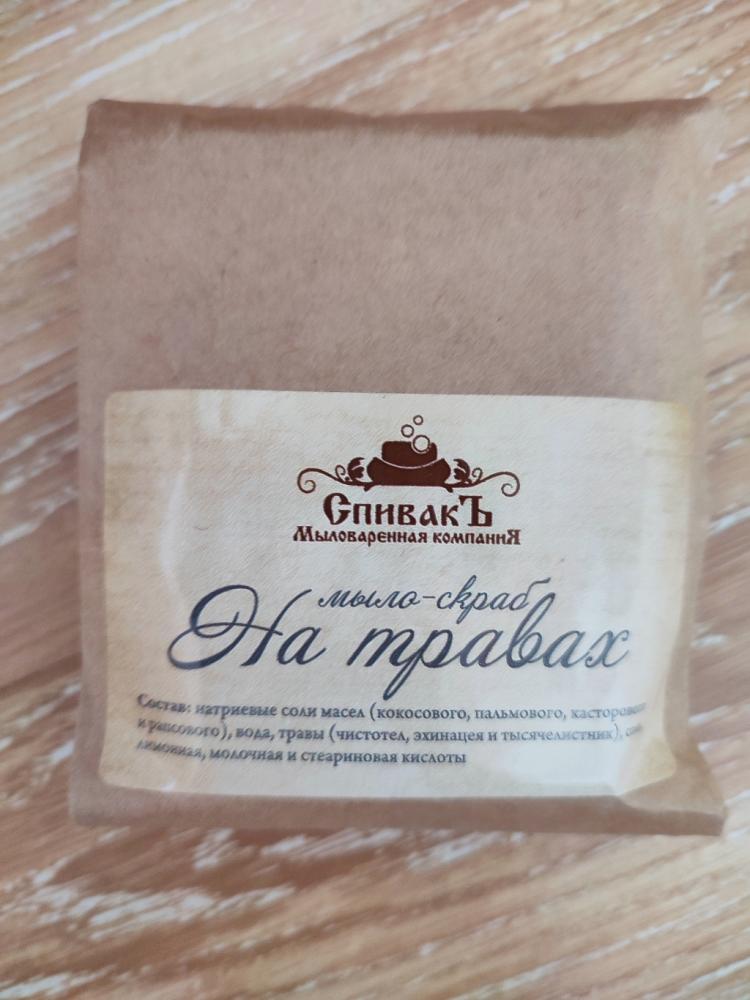 СпивакЪ
Мыловаренная компаниЯ
мыло-скраб
На травах
Состав: натриевые соли масел (кокосового, пальмового, касторового
и рапсового), вода, травы (чистотел, эхинацея и тысячелистник),
лимонная, молочная и стеариновая кислоты